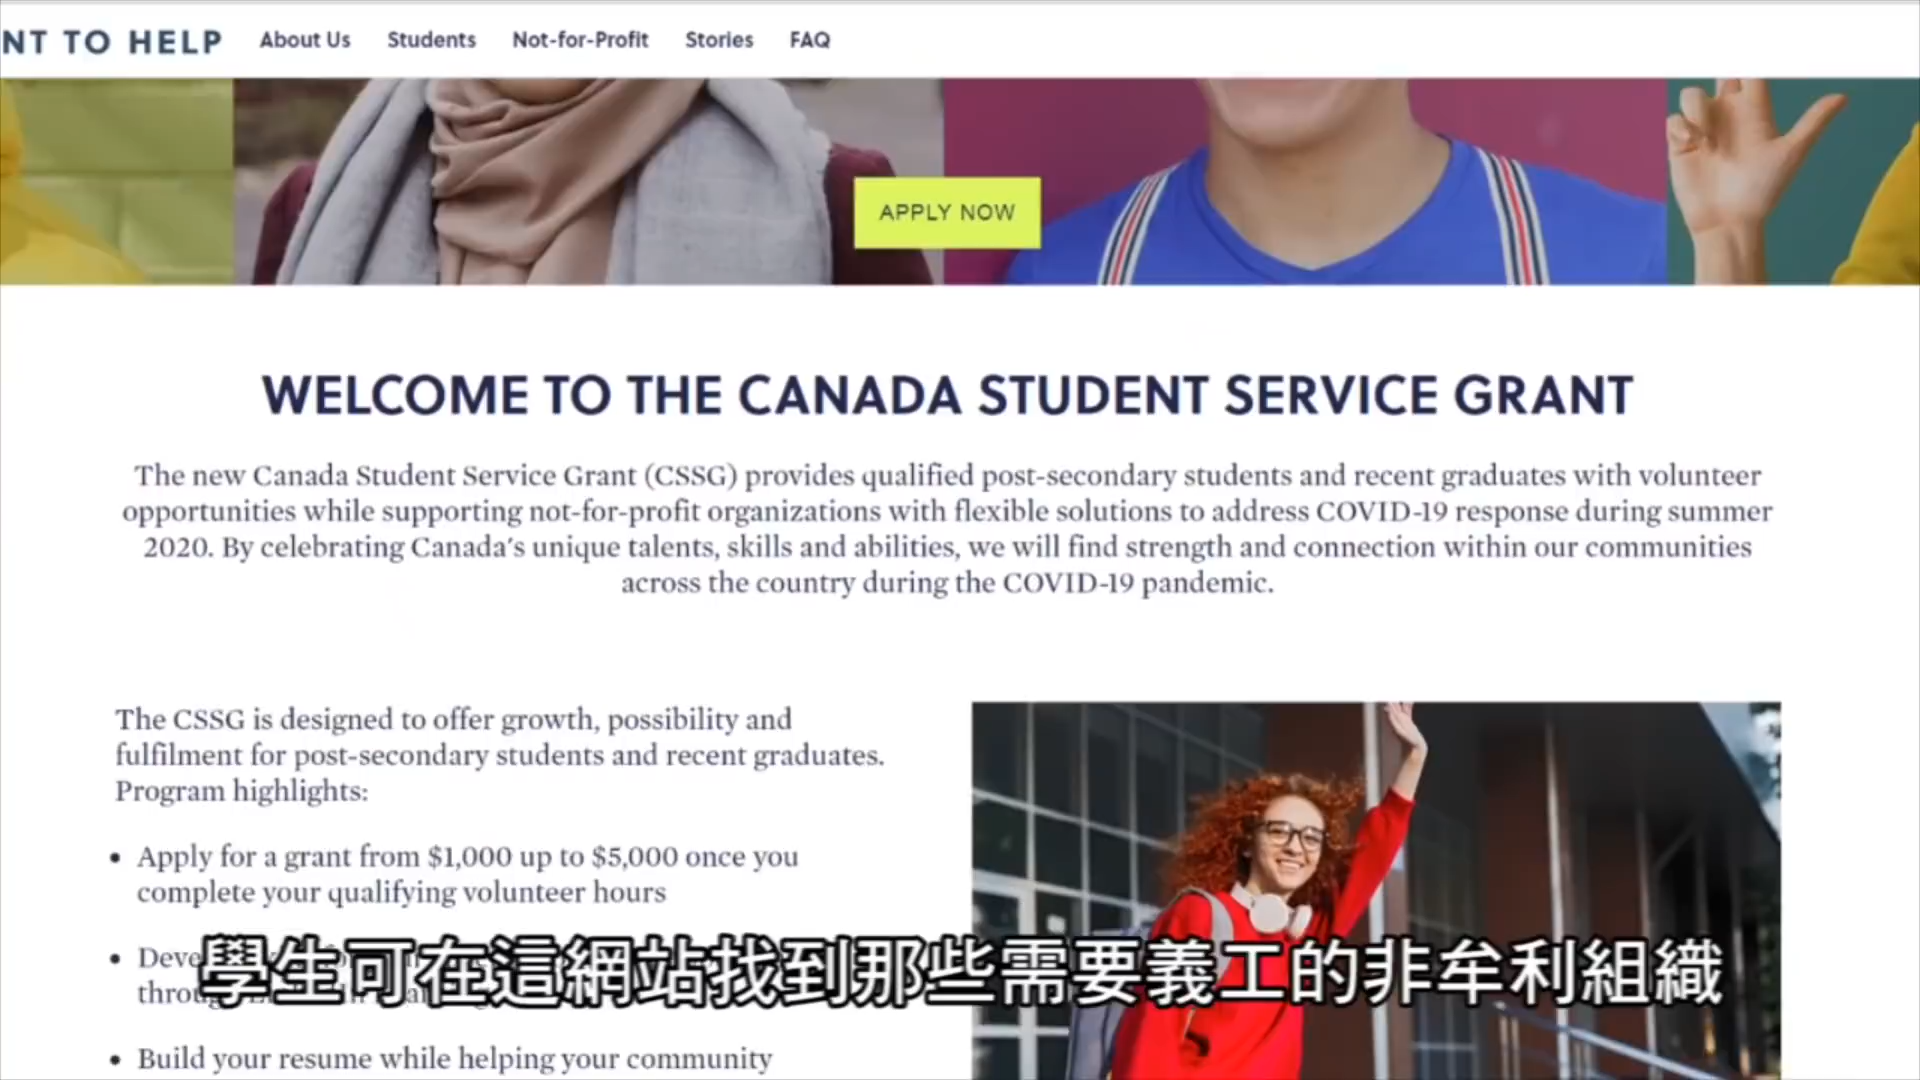 NT TO HELP About Us Students Not-for-Profit Stories FAQ
APPLY NOW
WELCOME TO THE CANADA STUDENT SERVICE GRANT
The new Canada Student Service Grant (CSSG) provides qualified post-secondary students and recent graduates with volunteer
opportunities while supporting not-for-profit organizations with flexible solutions to address COVID-19 response during summer
2020. By celebrating Canada's unique talents, skills and abilities, we will find strength and connection within our communities
across the country during the COVID-19 pandemic.
The CSSG is designed to offer growth, possibility and
fulfilment for post-secondary students and recent graduates.
Program highlights:
• Apply for a grant from $1,000 up to $5,000 once you
complete your qualifying volunteer hours
學生可在這網站找到那些需要義工的非牟利組織
• Build your resume while helping your community